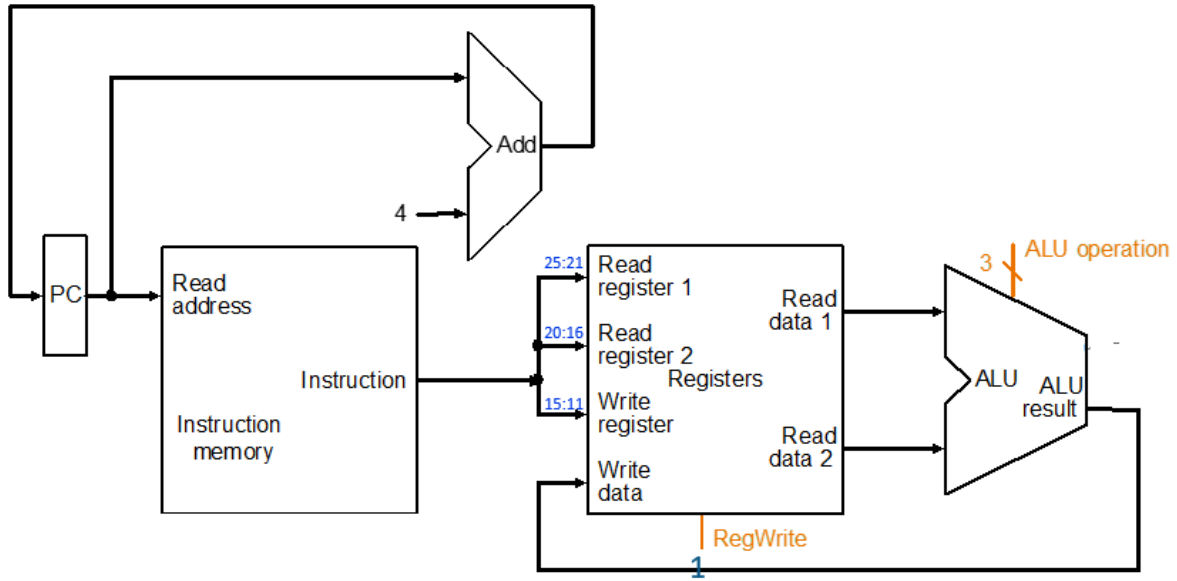 Add
4
PC
Read
address
Instruction
Instruction
memory
25:21
Read
register 1
20:16
Read
register 2
15:11
Write
register
Write
data
Registers
Read
data 1
Read
data 2
RegWrite
1
3
ALU operation
ALU
ALU
result